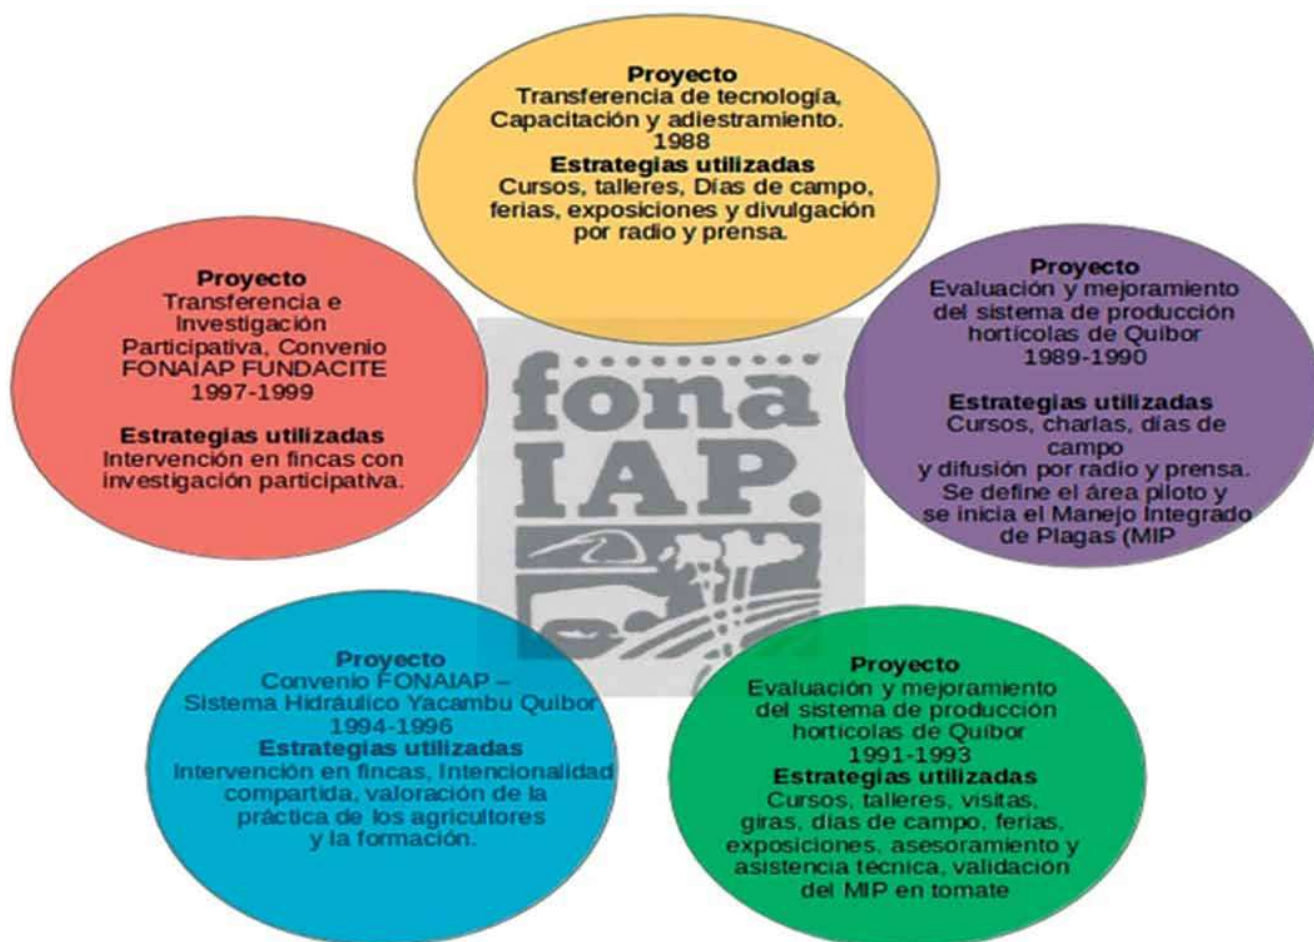 Proyecto
Transferencia de tecnología,
Capacitación y adiestramiento.
1988
Estrategias utilizadas
Cursos, talleres, Días de campo,
ferias, exposiciones y divulgación
por radio y prensa.
Proyecto
Evaluación y mejoramiento
del sistema de producción
hortícolas de Quíbor
1989-1990
Estrategias utilizadas
Cursos, charlas, días de
campo
y difusión por radio y prensa.
Se define el área piloto y
se inicia el Manejo Integrado
de Plagas (MIP
Proyecto
Evaluación y mejoramiento
del sistema de producción
hortícolas de Quíbor
1991-1993
Estrategias utilizadas
Cursos, talleres, visitas,
giras, días de campo, ferias,
exposiciones, asesoramiento y
asistencia técnica, validación
del MIP en tomate
Proyecto
Convenio FONAIAP –
Sistema Hidráulico Yacambu Quibor
1994-1996
Estrategias utilizadas
Intervención en fincas, Intencionalidad
compartida, valoración de la
práctica de los agricultores
y la formación.
Proyecto
Transferencia e
Investigación
Participativa, Convenio
FONAIAP FUNDACITE
1997-1999
Estrategias utilizadas
Intervención en fincas con
investigación participativa.
fona
IAP.